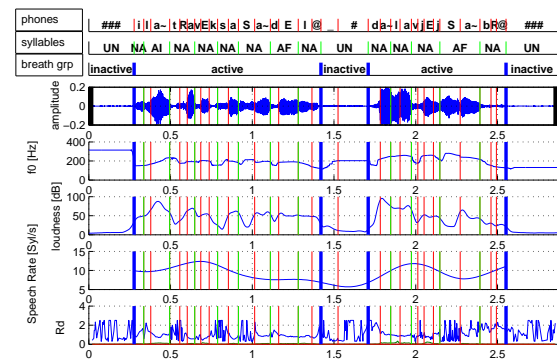 phones ### i l a~ t R a v E k s a S a~ d E l @ _ # d a~ l a v j E j S a~ b R @ ###
syllables UN NA AI NA NA NA NA NA AF NA UN NA NA NA AF NA UN
breath grp inactive active inactive active inactive
amplitude 0.2 0 −0.2
0 0.5 1 1.5 2 2.5
f0 [Hz] 400 200 0
0 0.5 1 1.5 2 2.5
loudness [dB] 100 50 0
0 0.5 1 1.5 2 2.5
Speech Rate [Syl/s] 15 10 5
0 0.5 1 1.5 2 2.5
Rd 4 2 0
0 0.5 1 1.5 2 2.5